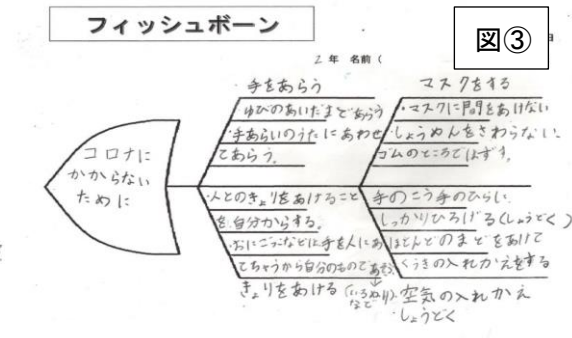 フィッシュボーン
図③
2年 名前(
手をあらう
マスクをする
ゆびのあいだまであらう
・マスクに間をあけない
手あらいのうたにあわせ
・しょうめんをさわらない。
てあらう。
ゴムのところではずす。
コロナに
かからない
ために
・人とのきょりをあけること
を自分からする。
・おにごっこなどは手を人にあ
てちゃうから自分のもので
きょりをあける
手のこう手のひらい
しっかりひろげる(しょうどく)
ほとんどのまどをあけて
くうきの入れかえをする
空気の入れかえ
・しょうどく